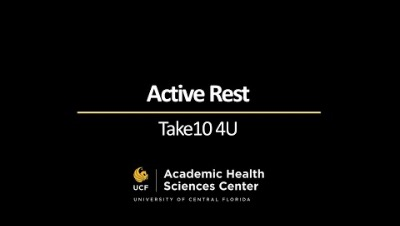 Active Rest
Take10 4U
UCF
Academic Health
Sciences Center
UNIVERSITY OF CENTRAL FLORIDA